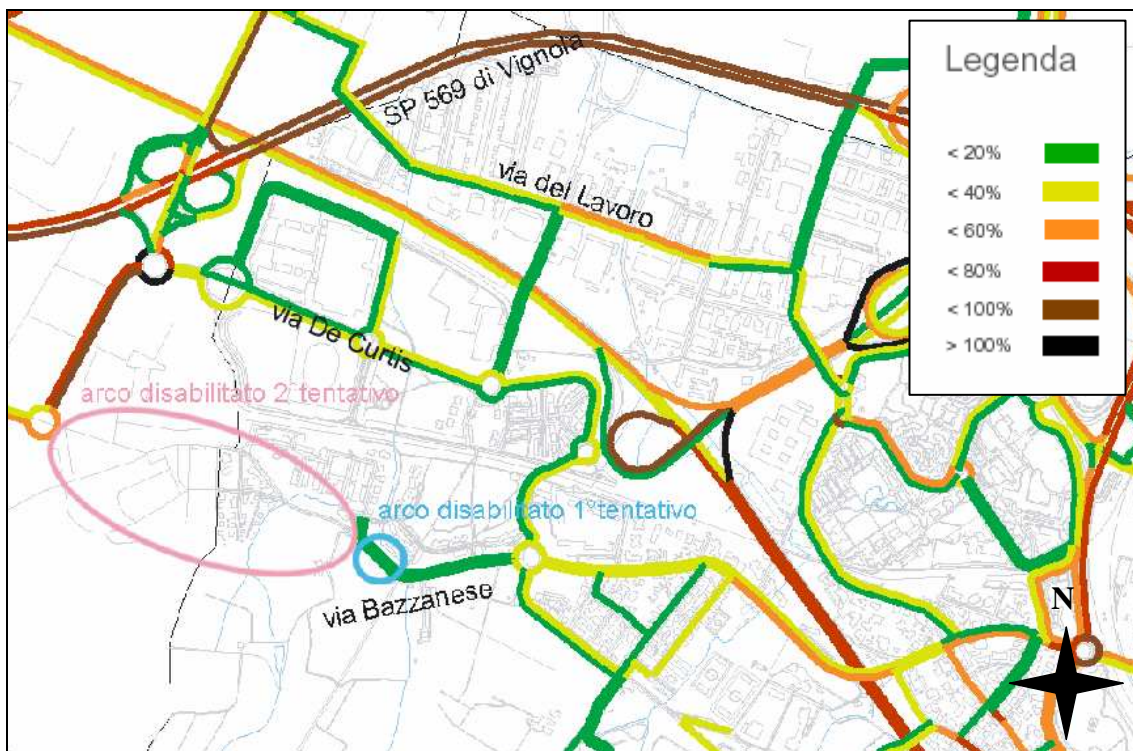 SP 569 di Vignola
via del Lavoro
via De Curtis
arco disabilitato 2°tentativo
arco disabilitato 1°tentativo
via Bazzanese
Legenda
< 20%
< 40%
< 60%
< 80%
< 100%
> 100%
N